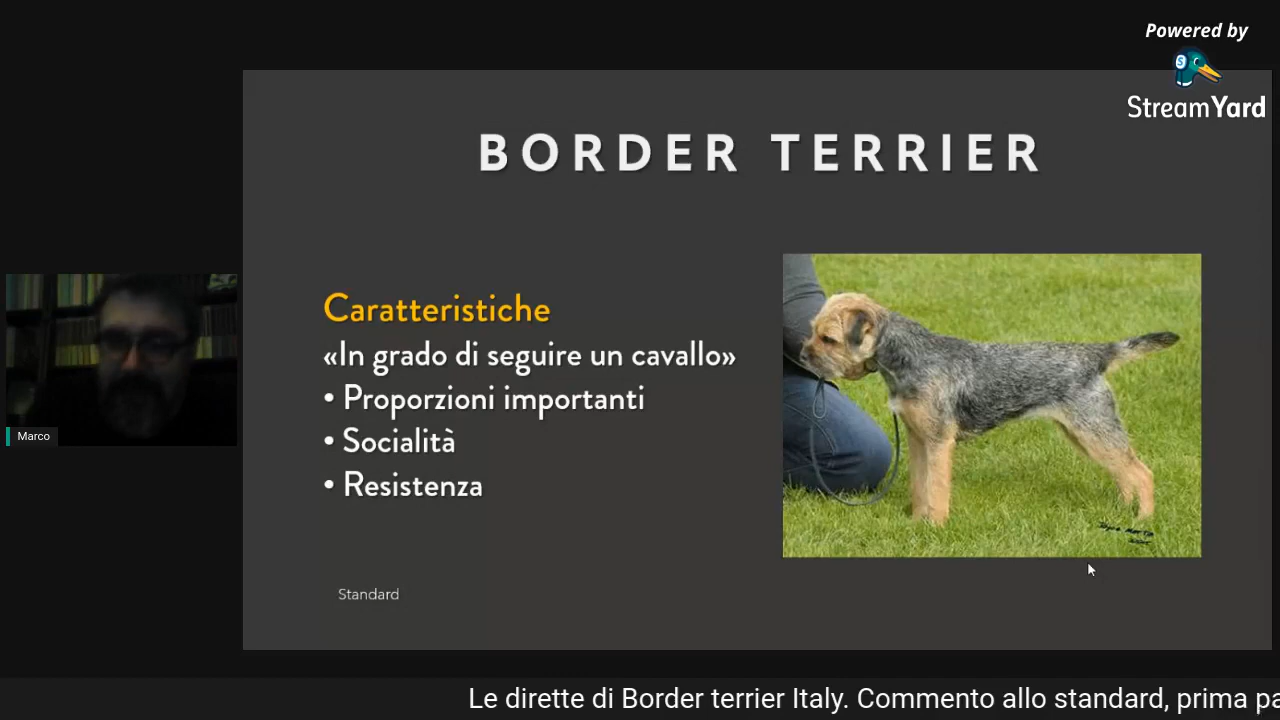 Powered by
StreamYard
BORDER TERRIER
Caratteristiche
«In grado di seguire un cavallo»
• Proporzioni importanti
• Socialità
• Resistenza
Standard
Marco
Le dirette di Border terrier Italy. Commento allo standard, prima